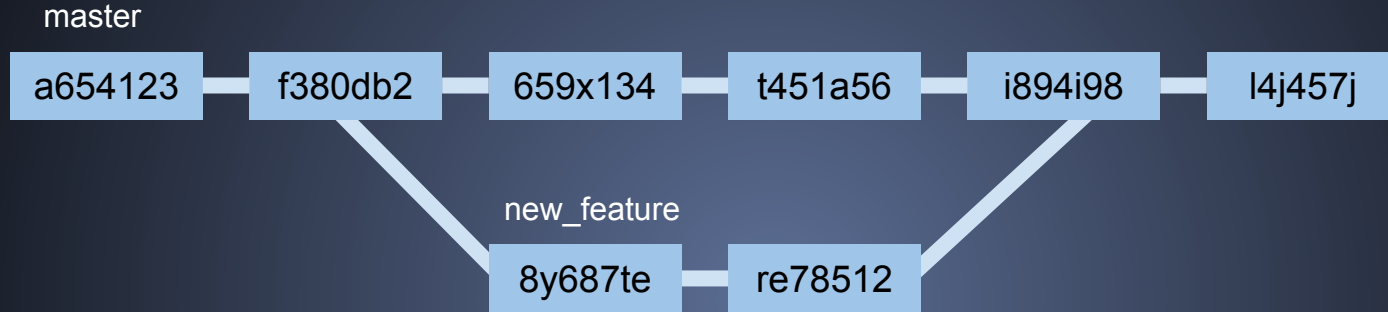 master
a654123
f380db2
659x134
t451a56
i894i98
l4j457j
new_feature
8y687te
re78512